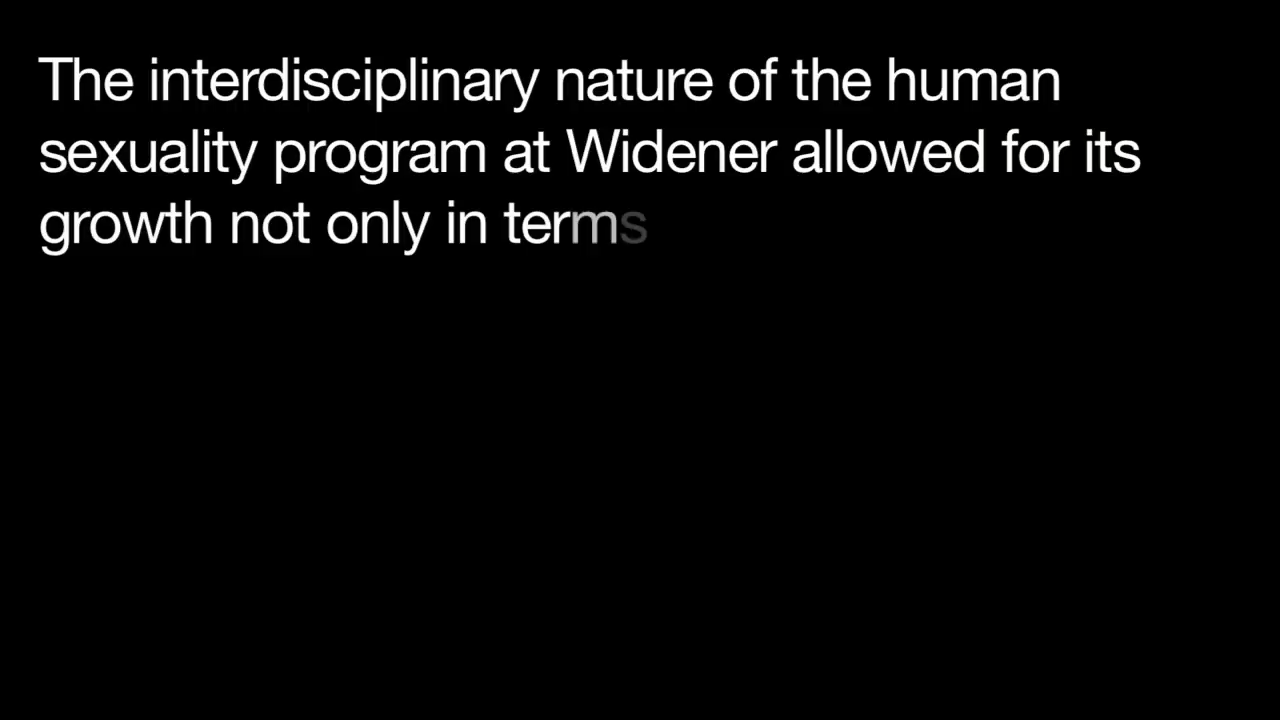 The interdisciplinary nature of the human
sexuality program at Widener allowed for its
growth not only in terms